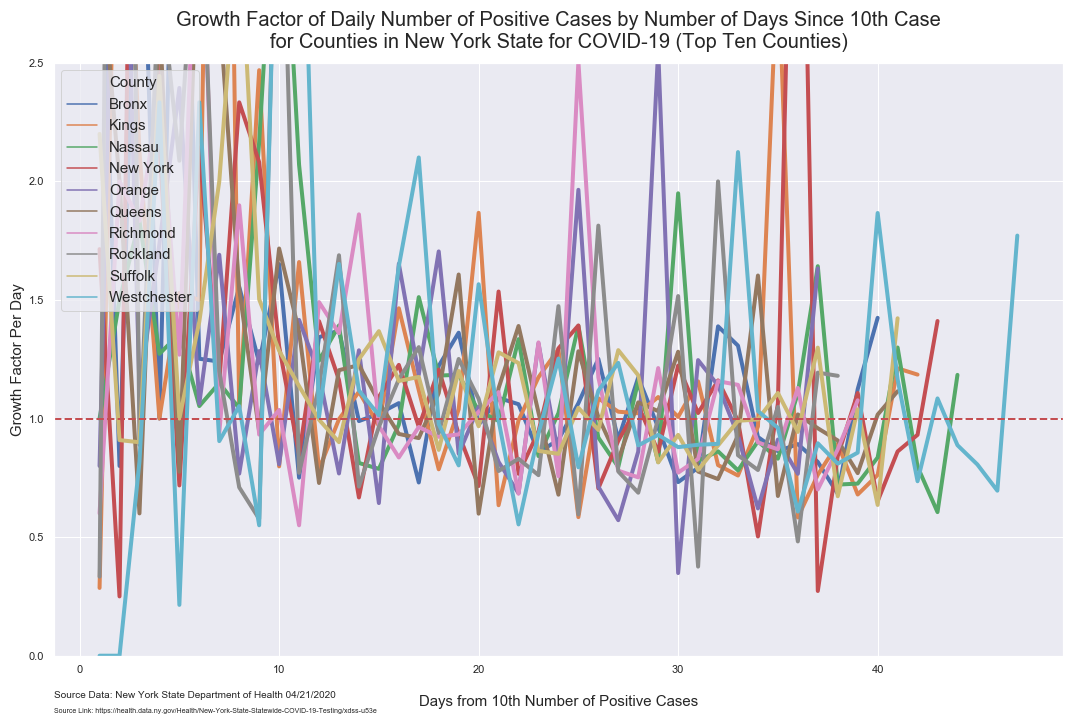 Growth Factor of Daily Number of Positive Cases by Number of Days Since 10th Case
for Counties in New York State for COVID-19 (Top Ten Counties)
2.5
2.0
1.5
1.0
0.5
0.0
Growth Factor Per Day
County
Bronx
Kings
Nassau
New York
Orange
Queens
Richmond
Rockland
Suffolk
Westchester
0
10
20
30
40
Days from 10th Number of Positive Cases
Source Data: New York State Department of Health 04/21/2020
Source Link: https://health.data.ny.gov/Health/New-York-State-Statewide-COVID-19-Testing/xdss-u53e